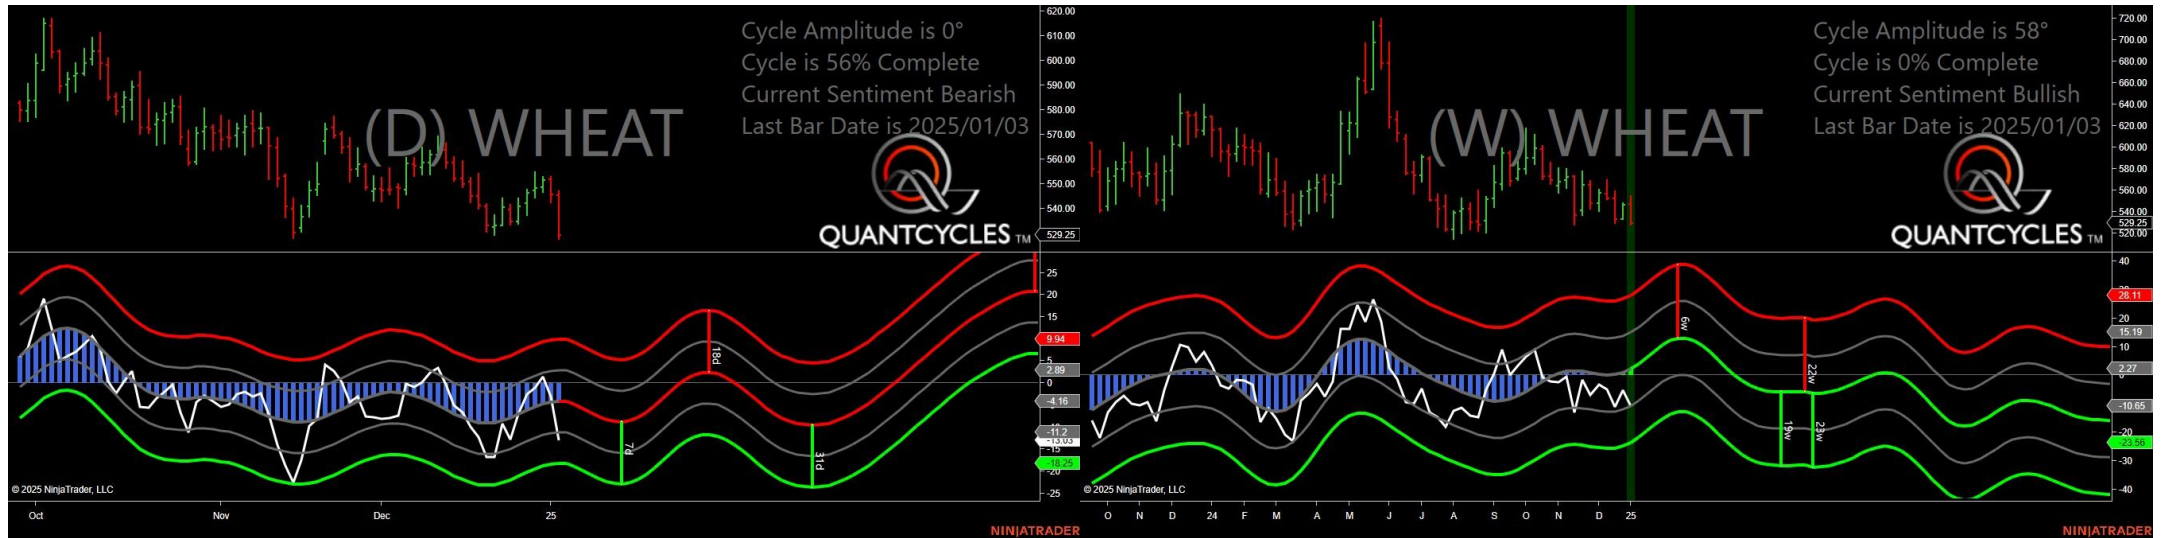 Cycle Amplitude is 0°
Cycle is 56% Complete
Current Sentiment Bearish
Last Bar Date is 2025/01/03
(D) WHEAT
QUANTCYCLES TM
620.00
610.00
600.00
590.00
580.00
570.00
560.00
550.00
540.00
529.25
25
20
15
9.94
5
2.89
0
-4.16
-11.2
-13.03
-15
-18.25
-20
-25
18d
7d
31d
© 2025 NinjaTrader, LLC
Oct Nov Dec 25
NINJATRADER
Cycle Amplitude is 58°
Cycle is 0% Complete
Current Sentiment Bullish
Last Bar Date is 2025/01/03
(W) WHEAT
QUANTCYCLES TM
720.00
700.00
680.00
660.00
640.00
620.00
600.00
580.00
560.00
540.00
529.25
520.00
40
28.11
20
15.19
10
2.27
-10.65
-20
-23.56
-30
-40
6w
22w
19w
23w
© 2025 NinjaTrader, LLC
O N D 24 F M A M J J A S O N D 25
NINJATRADER